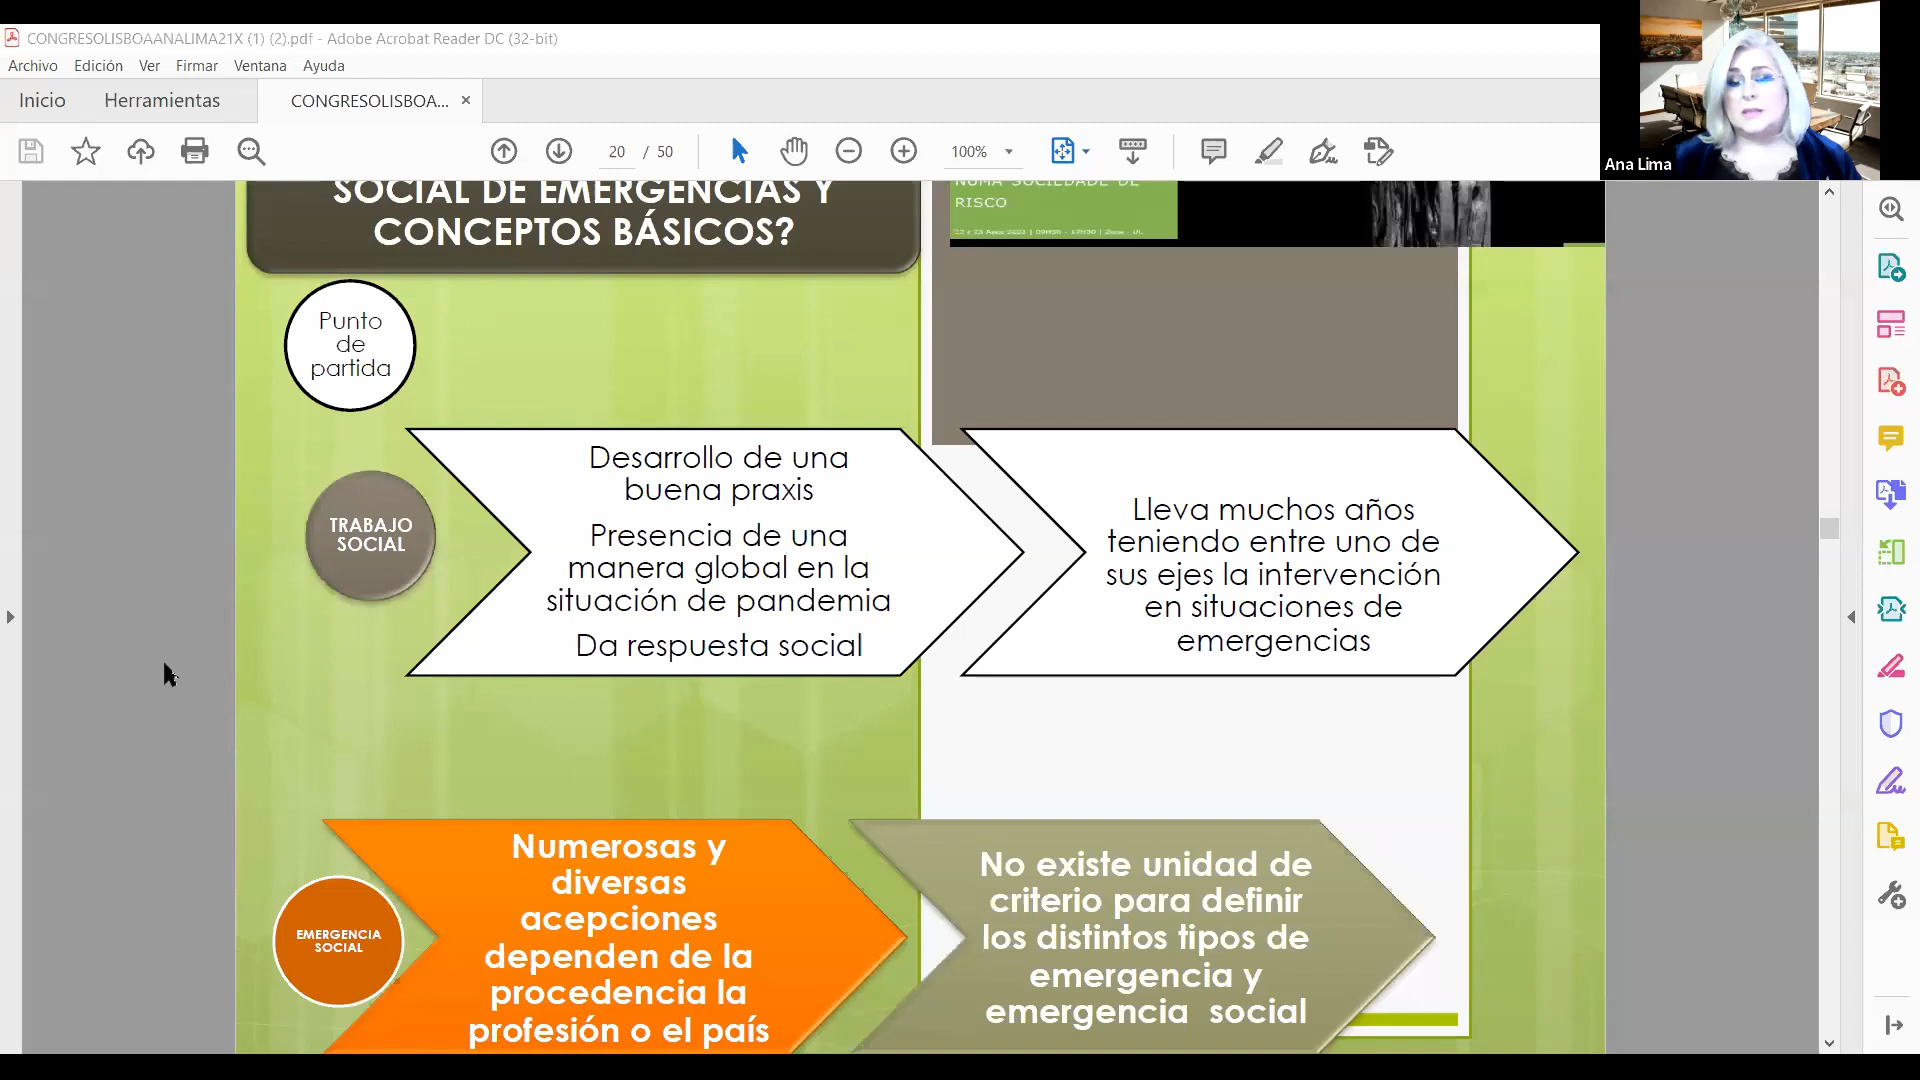 CONGRESOLISBOAANALIMA21X (1) (2).pdf - Adobe Acrobat Reader DC (32-bit)
Archivo Edición Ver Firmar Ventana Ayuda
Inicio Herramientas CONGRESOLISBOA... ×
20 / 50 100%
Ana Lima
SOCIAL DE EMERGENCIAS Y
CONCEPTOS BÁSICOS?
NUMA SOCIEDADE DE
RISCO
Punto
de
partida
TRABAJO
SOCIAL
Desarrollo de una
buena praxis
Presencia de una
manera global en la
situación de pandemia
Da respuesta social
Lleva muchos años
teniendo entre uno de
sus ejes la intervención
en situaciones de
emergencias
EMERGENCIA
SOCIAL
Numerosas y
diversas
acepciones
dependen de la
procedencia la
profesión o el país
No existe unidad de
criterio para definir
los distintos tipos de
emergencia y
emergencia social